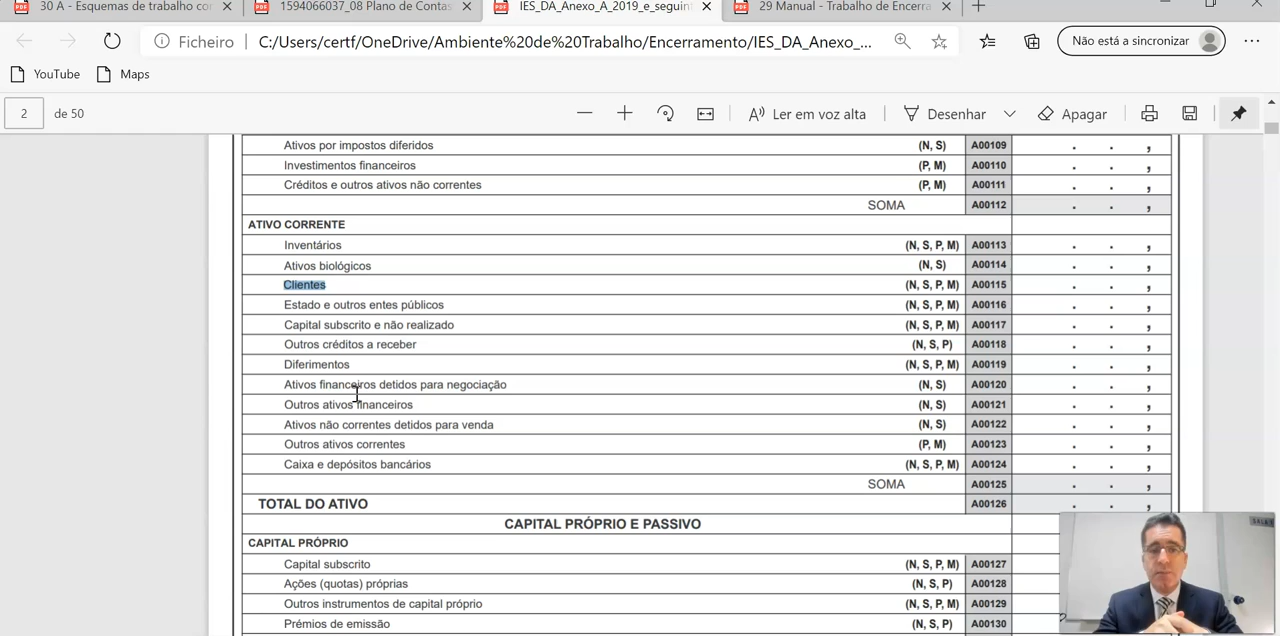 30 A - Esquemas de trabalho co
1594066037_08 Plano de Contas
IES_DA_Anexo_A_2019_e_seguint
29 Manual - Trabalho de Encerra
Ficheiro
C:/Users/certf/OneDrive/Ambiente%20de%20Trabalho/Encerramento/IES_DA_Anexo_...
Não está a sincronizar
YouTube
Maps
2
de 50
Ler em voz alta
Desenhar
Apagar
Ativos por impostos diferidos (N, S) A00109 . . ,
Investimentos financeiros (P, M) A00110 . . ,
Créditos e outros ativos não correntes (P, M) A00111 . . ,
SOMA A00112 . . ,
ATIVO CORRENTE
Inventários (N, S, P, M) A00113 . . ,
Ativos biológicos (N, S) A00114 . . ,
Clientes (N, S, P, M) A00115 . . ,
Estado e outros entes públicos (N, S, P, M) A00116 . . ,
Capital subscrito e não realizado (N, S, P, M) A00117 . . ,
Outros créditos a receber (N, S, P) A00118 . . ,
Diferimentos (N, S, P, M) A00119 . . ,
Ativos financeiros detidos para negociação (N, S) A00120 . . ,
Outros ativos financeiros (N, S) A00121 . . ,
Ativos não correntes detidos para venda (N, S) A00122 . . ,
Outros ativos correntes (P, M) A00123 . . ,
Caixa e depósitos bancários (N, S, P, M) A00124 . . ,
SOMA A00125 . . ,
TOTAL DO ATIVO A00126 . . ,
CAPITAL PRÓPRIO E PASSIVO
CAPITAL PRÓPRIO
Capital subscrito (N, S, P, M) A00127
Ações (quotas) próprias (N, S, P) A00128
Outros instrumentos de capital próprio (N, S, P, M) A00129
Prémios de emissão (N, S, P) A00130